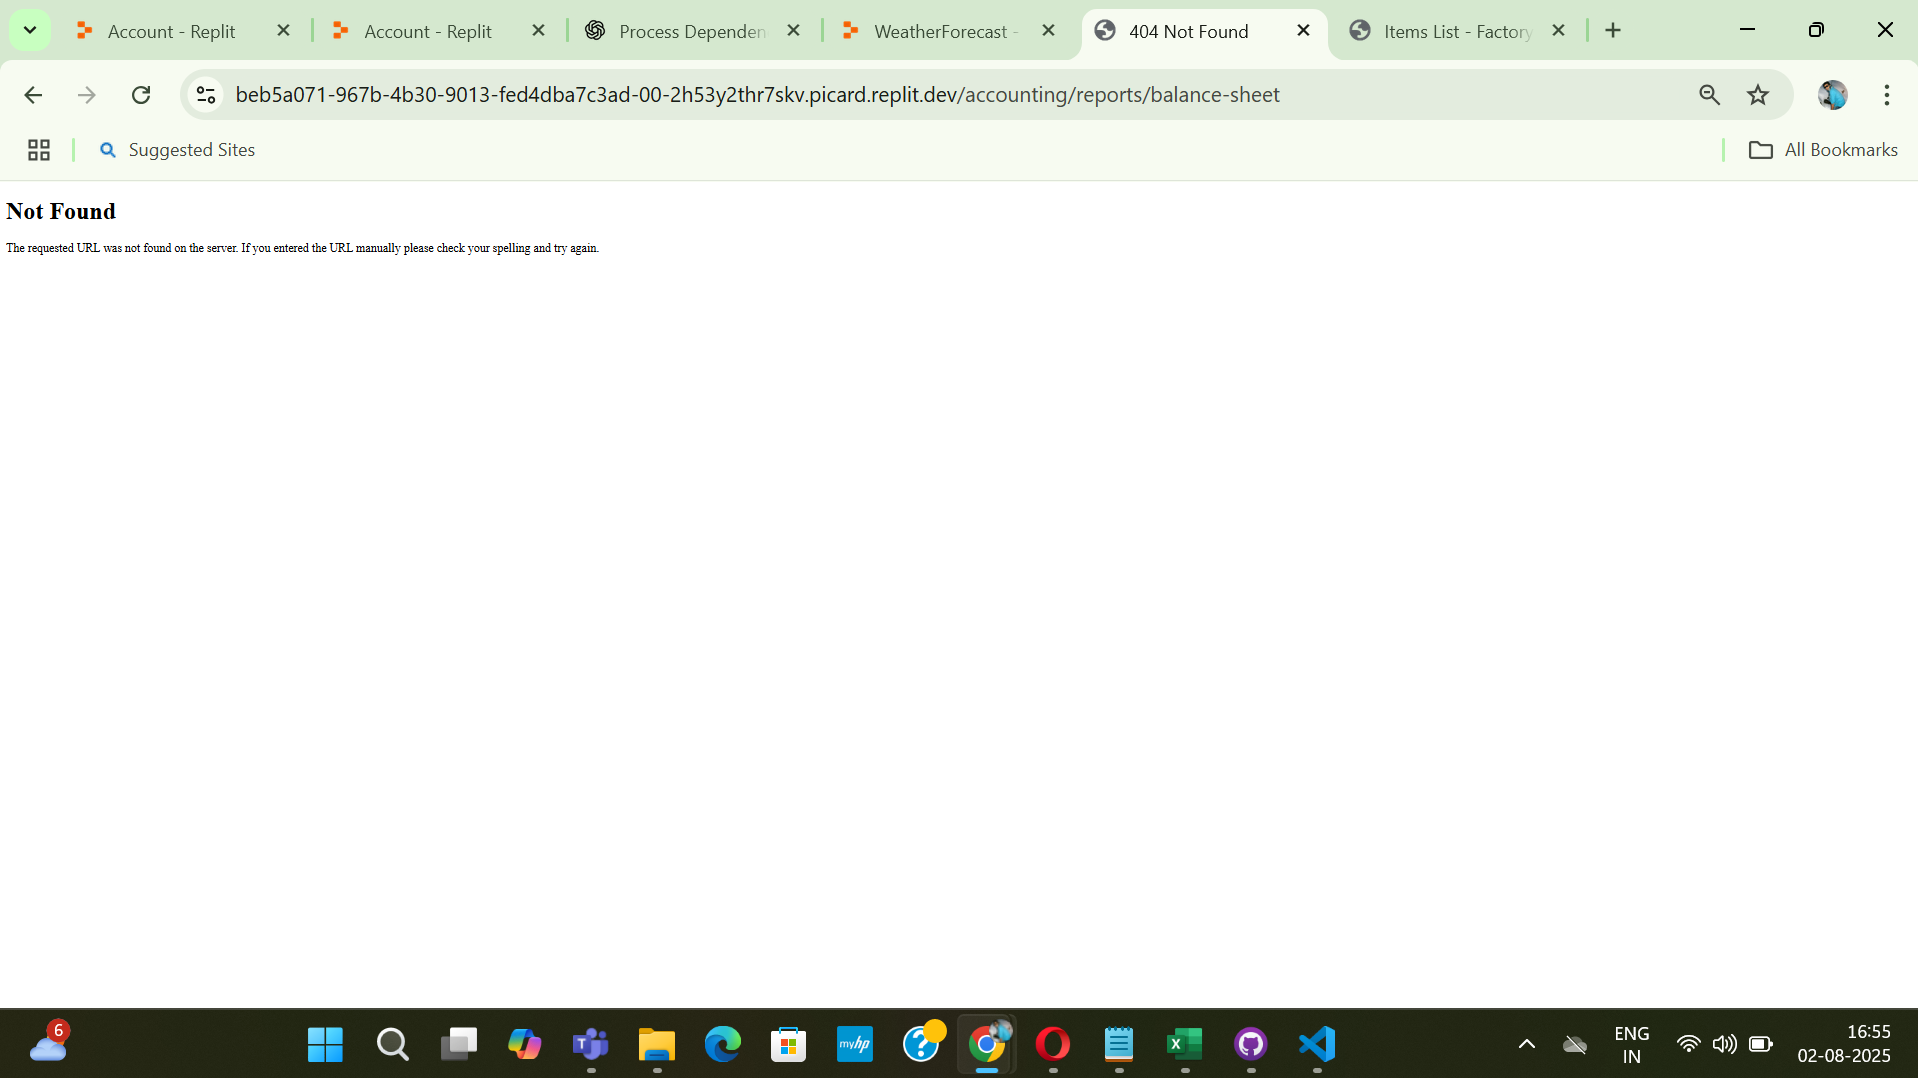 Account - Replit
Account - Replit
Process Dependen
WeatherForecast -
404 Not Found
Items List - Factory
beb5a071-967b-4b30-9013-fed4dba7c3ad-00-2h53y2thr7skv.picard.replit.dev/accounting/reports/balance-sheet
Suggested Sites
All Bookmarks
Not Found
The requested URL was not found on the server. If you entered the URL manually please check your spelling and try again.
6
myhp
ENG
IN
16:55
02-08-2025